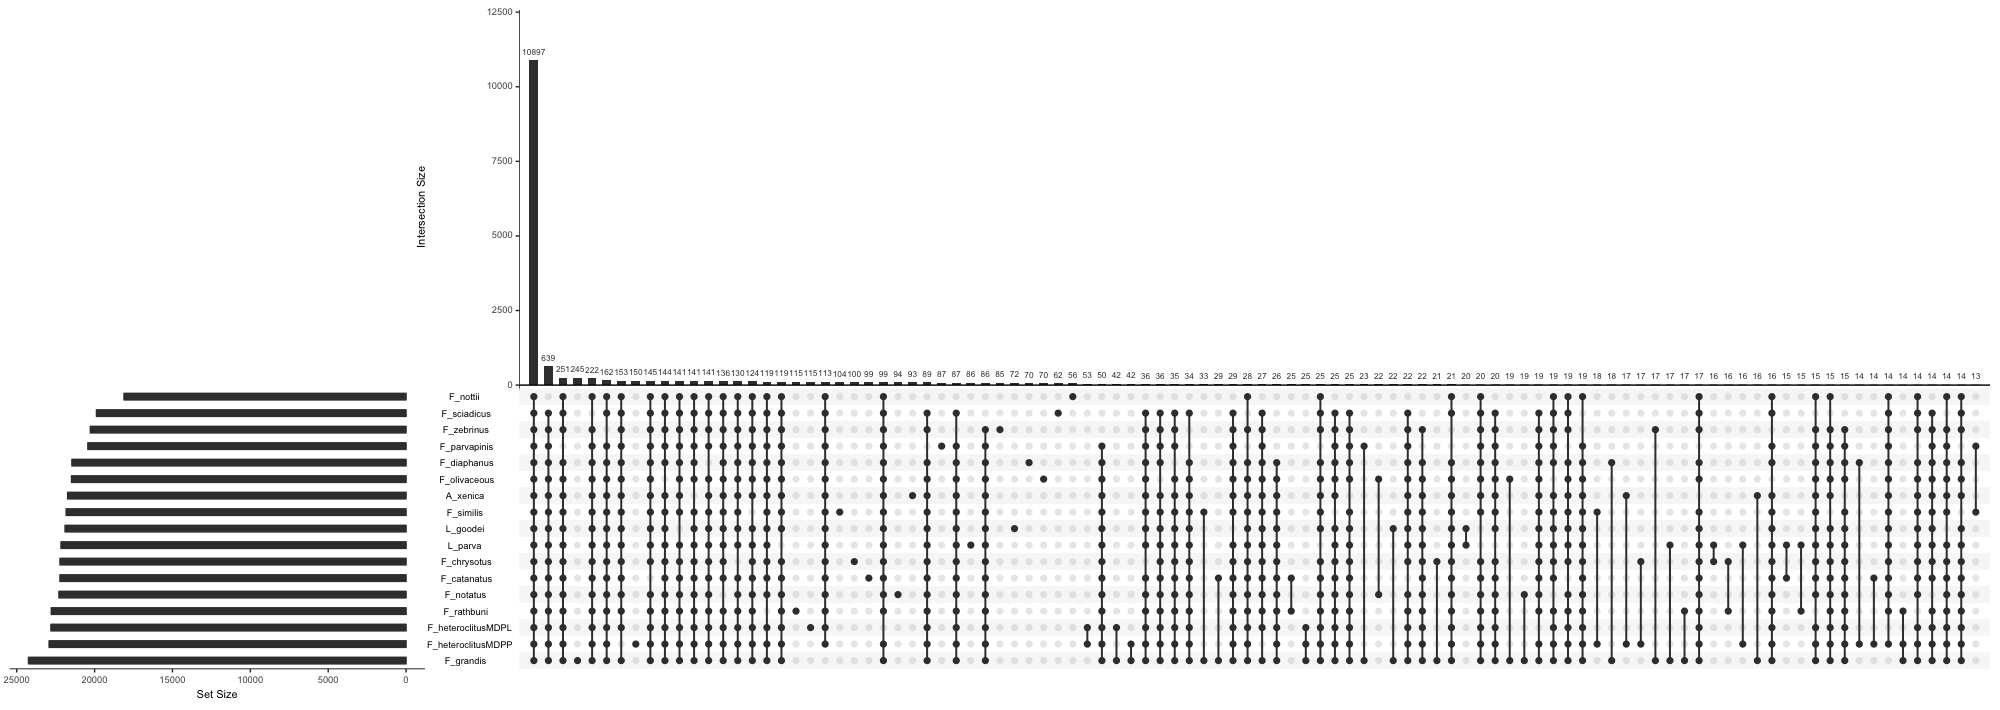 12500
10000
7500
5000
2500
0
Intersection Size
10897
639
251 245 222 162 153 150 145 144 141 141 141 136 130 124 119 119 115 115 113 104 100 99 99 94 93 89 87 87 86 86 85 72 70 70 62 56 53 50 42 42 36 36 35 34 33 29 29 28 27 26 25 25 25 25 25 23 22 22 22 22 21 21 20 20 20 19 19 19 19 19 19 18 18 17 17 17 17 17 16 16 16 16 16 15 15 15 15 15 14 14 14 14 14 14 14 14 13
F_nottii
F_sciadicus
F_zebrinus
F_parvapinis
F_diaphanus
F_olivaceous
A_xenica
F_similis
L_goodei
L_parva
F_chrysotus
F_catanatus
F_notatus
F_rathbuni
F_heteroclitusMDPL
F_heteroclitusMDPP
F_grandis
25000 20000 15000 10000 5000 0
Set Size